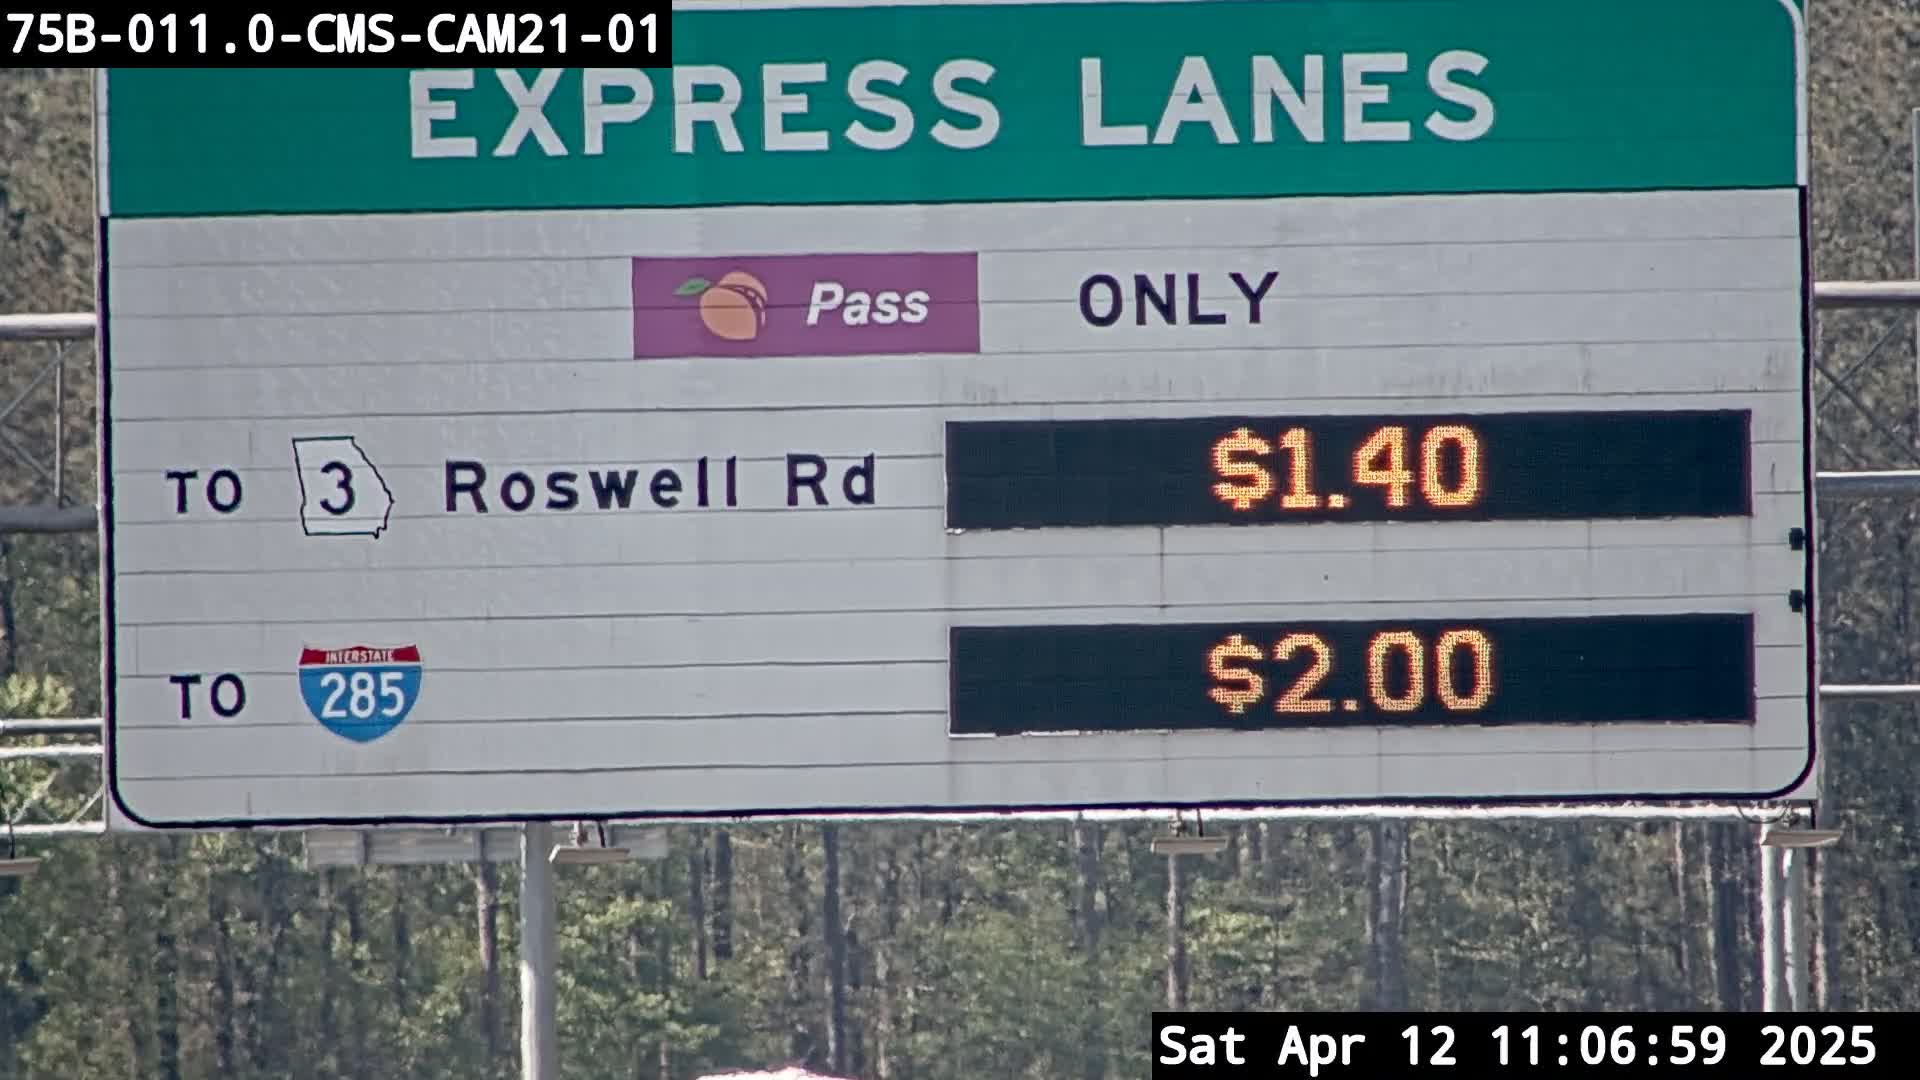 75B-011.0-CMS-CAM21-01
EXPRESS LANES
Pass ONLY
TO 3 Roswell Rd $1.40
TO INTERSTATE 285 $2.00
Sat Apr 12 11:06:59 2025